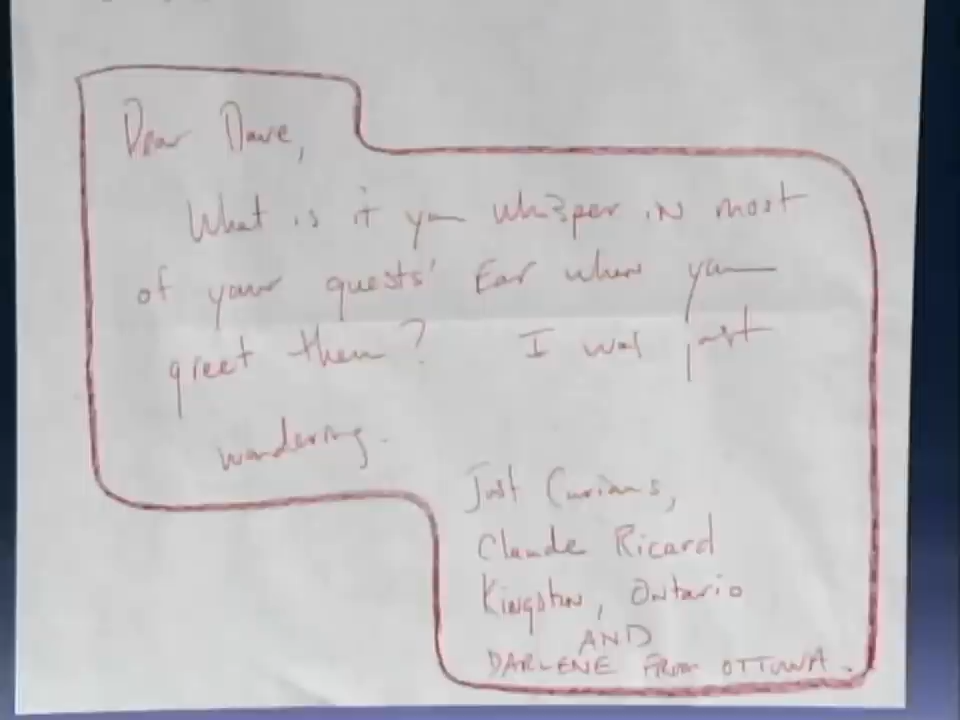 Dear Dave,
What is it you whisper in most
of your guests' Ear when you
greet them? I was just
wondering.
Just Curious,
Claude Ricard
Kingston, Ontario
AND
DARLENE FROM OTTUWA.